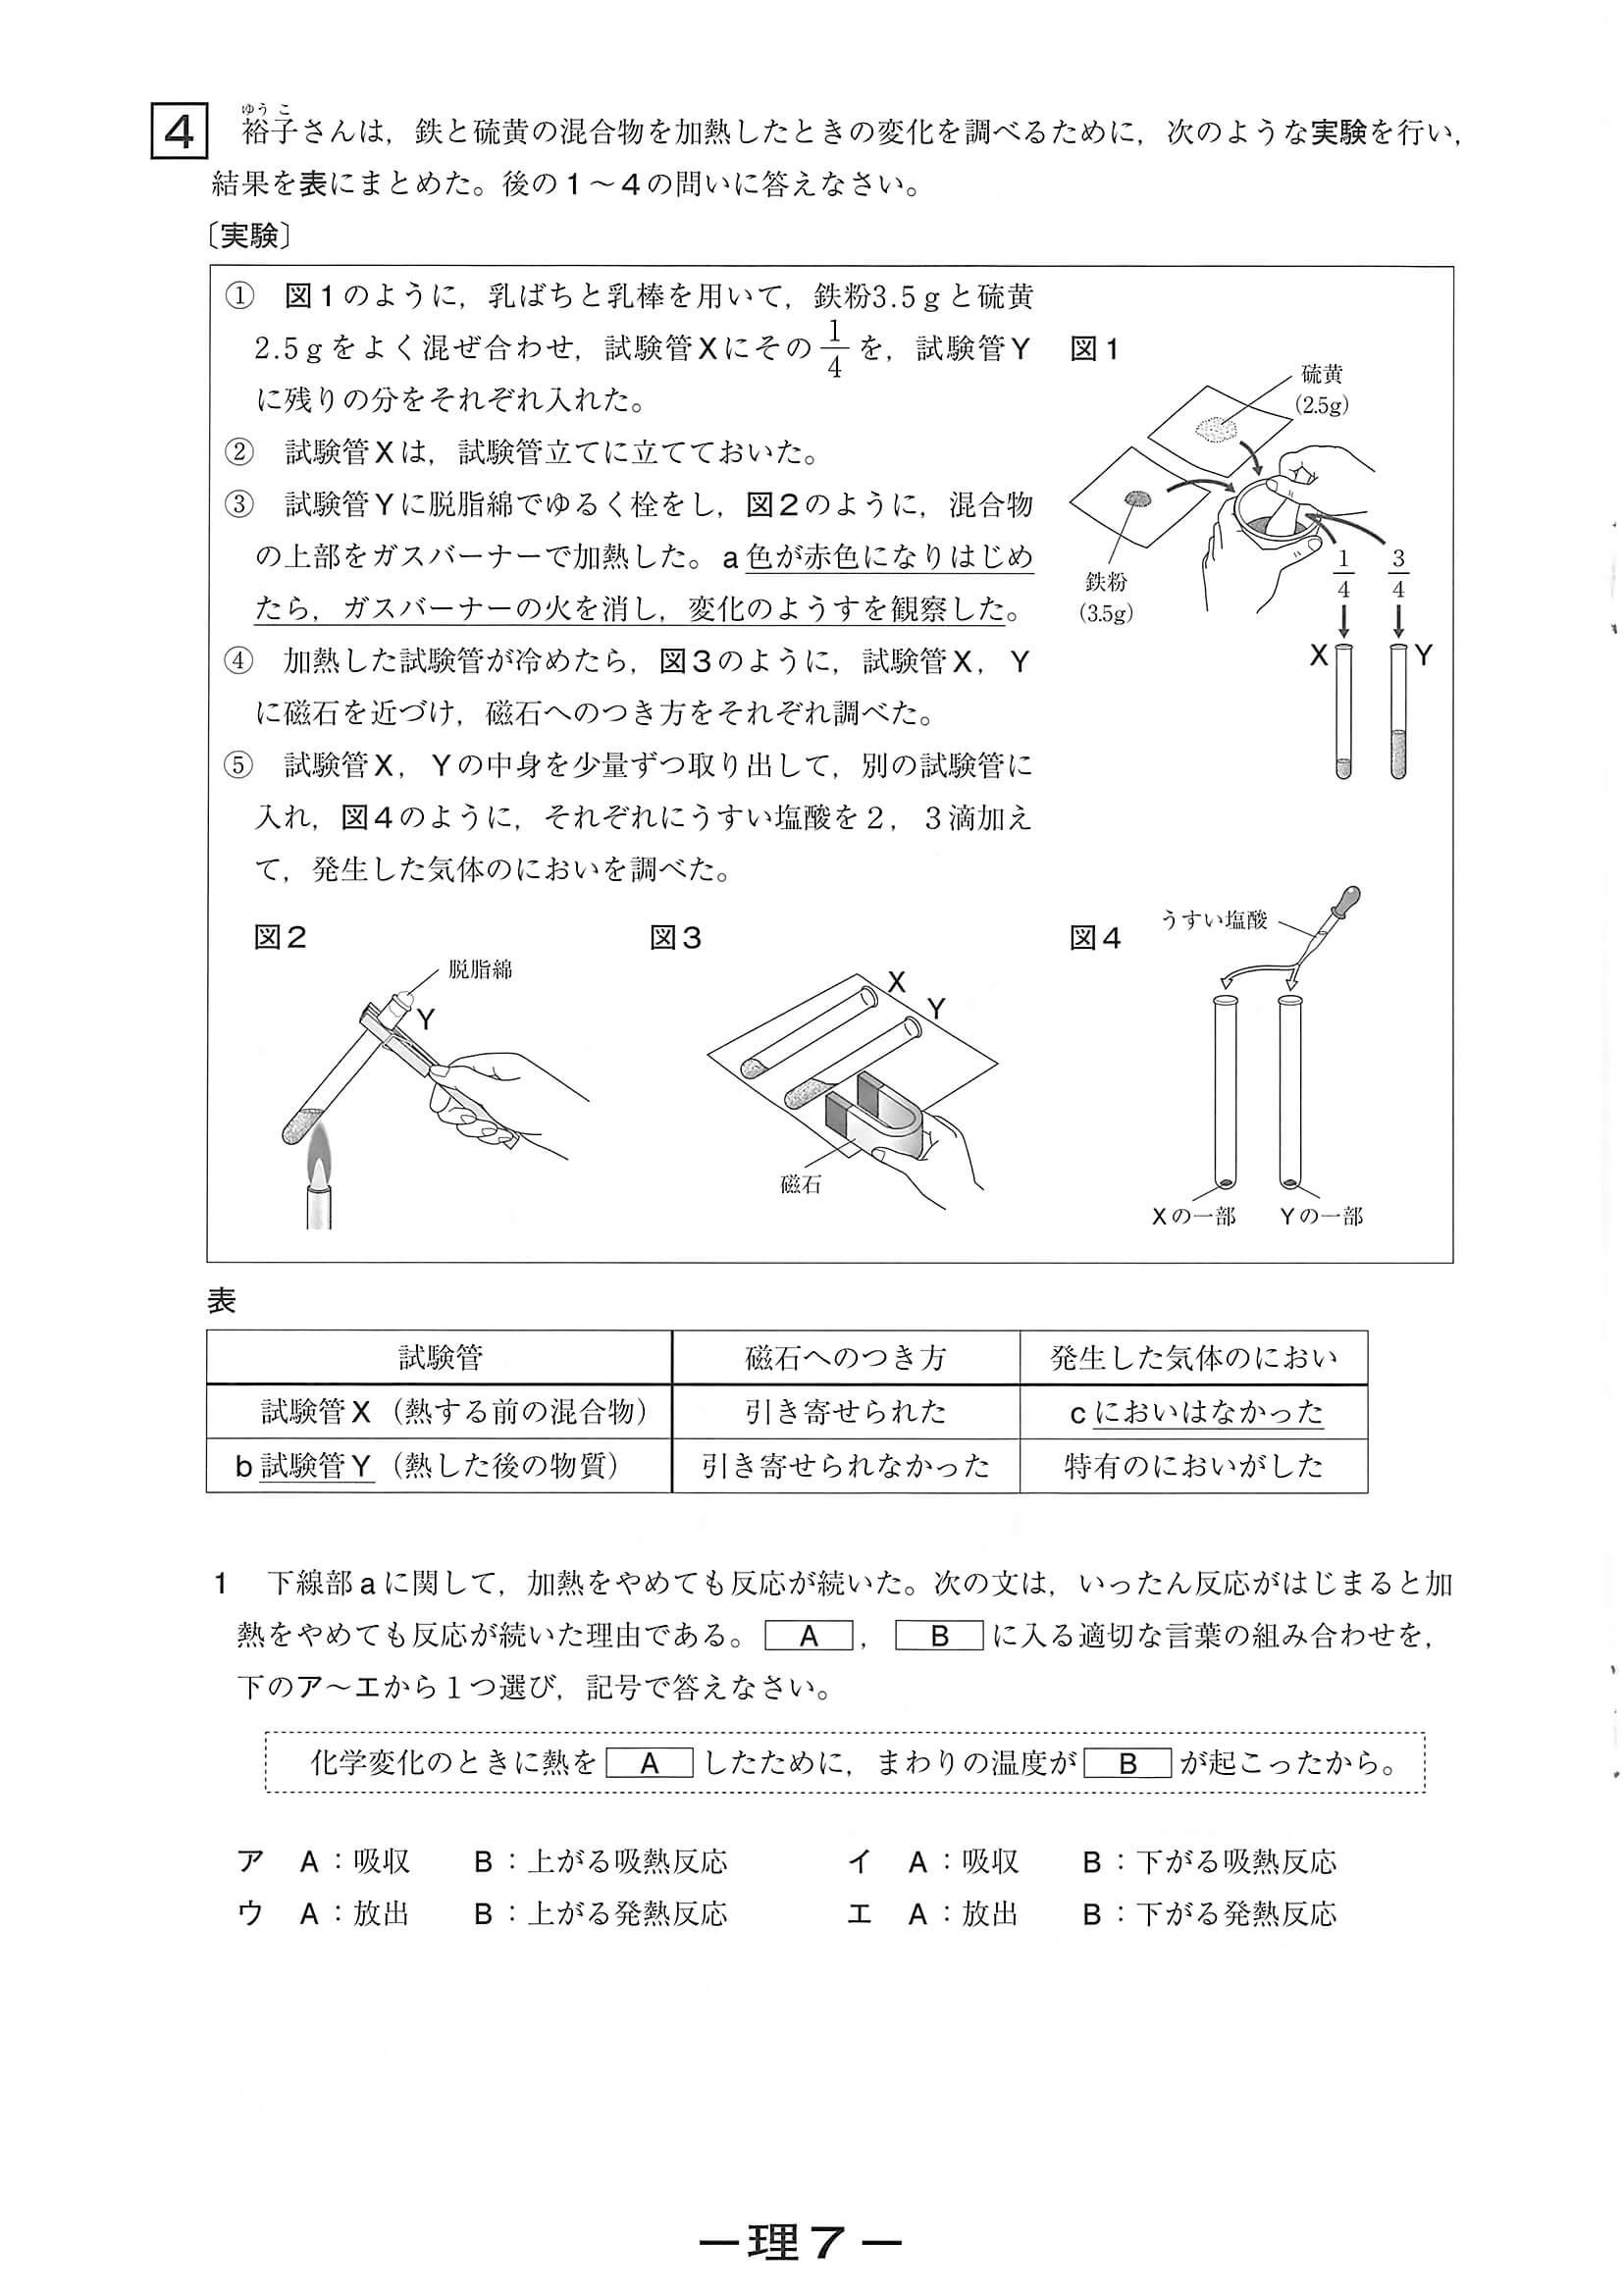 4 裕子さんは，鉄と硫黄の混合物を加熱したときの変化を調べるために，次のような実験を行い，
ゆうこ
結果を表にまとめた。後の1～4の問いに答えなさい。
〔実験〕
① 図1のように，乳ばちと乳棒を用いて，鉄粉3.5gと硫黄
2.5gをよく混ぜ合わせ，試験管Xにその1/4を，試験管Y
に残りの分をそれぞれ入れた。
② 試験管Xは，試験管立てに立てておいた。
③ 試験管Yに脱脂綿でゆるく栓をし，図2のように，混合物
の上部をガスバーナーで加熱した。a色が赤色になりはじめ
たら，ガスバーナーの火を消し，変化のようすを観察した。
④ 加熱した試験管が冷めたら，図3のように，試験管X，Y
に磁石を近づけ，磁石へのつき方をそれぞれ調べた。
⑤ 試験管X，Yの中身を少量ずつ取り出して，別の試験管に
入れ，図4のように，それぞれにうすい塩酸を2，3滴加え
て，発生した気体のにおいを調べた。
図1
硫黄
(2.5g)
鉄粉
(3.5g)
1/4 3/4
X Y
図2
脱脂綿
Y
図3
X
Y
磁石
図4
うすい塩酸
Xの一部 Yの一部
表
試験管 磁石へのつき方 発生した気体のにおい
試験管X（熱する前の混合物） 引き寄せられた cにおいはなかった
b試験管Y（熱した後の物質） 引き寄せられなかった 特有のにおいがした
1 下線部aに関して，加熱をやめても反応が続いた。次の文は，いったん反応がはじまると加
熱をやめても反応が続いた理由である。 A ， B に入る適切な言葉の組み合わせを，
下のア～エから1つ選び，記号で答えなさい。
化学変化のときに熱を A したために，まわりの温度が B が起こったから。
ア A：吸収 B：上がる吸熱反応 イ A：吸収 B：下がる吸熱反応
ウ A：放出 B：上がる発熱反応 エ A：放出 B：下がる発熱反応
－理7－